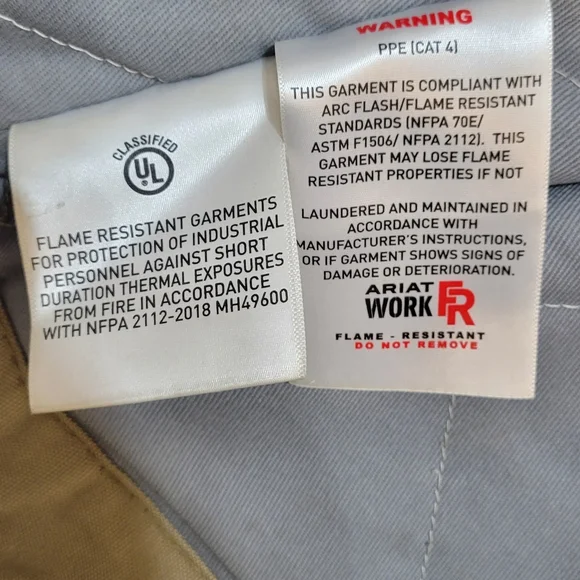 CLASSIFIED
UL
FLAME RESISTANT GARMENTS
FOR PROTECTION OF INDUSTRIAL
PERSONNEL AGAINST SHORT
DURATION THERMAL EXPOSURES
FROM FIRE IN ACCORDANCE
WITH NFPA 2112-2018 MH49600
WARNING
PPE (CAT 4)
THIS GARMENT IS COMPLIANT WITH
ARC FLASH/FLAME RESISTANT
STANDARDS (NFPA 70E/
ASTM F1506/ NFPA 2112). THIS
GARMENT MAY LOSE FLAME
RESISTANT PROPERTIES IF NOT
LAUNDERED AND MAINTAINED IN
ACCORDANCE WITH
MANUFACTURER'S INSTRUCTIONS,
OR IF GARMENT SHOWS SIGNS OF
DAMAGE OR DETERIORATION.
ARIAT
WORK FR
FLAME - RESISTANT
DO NOT REMOVE